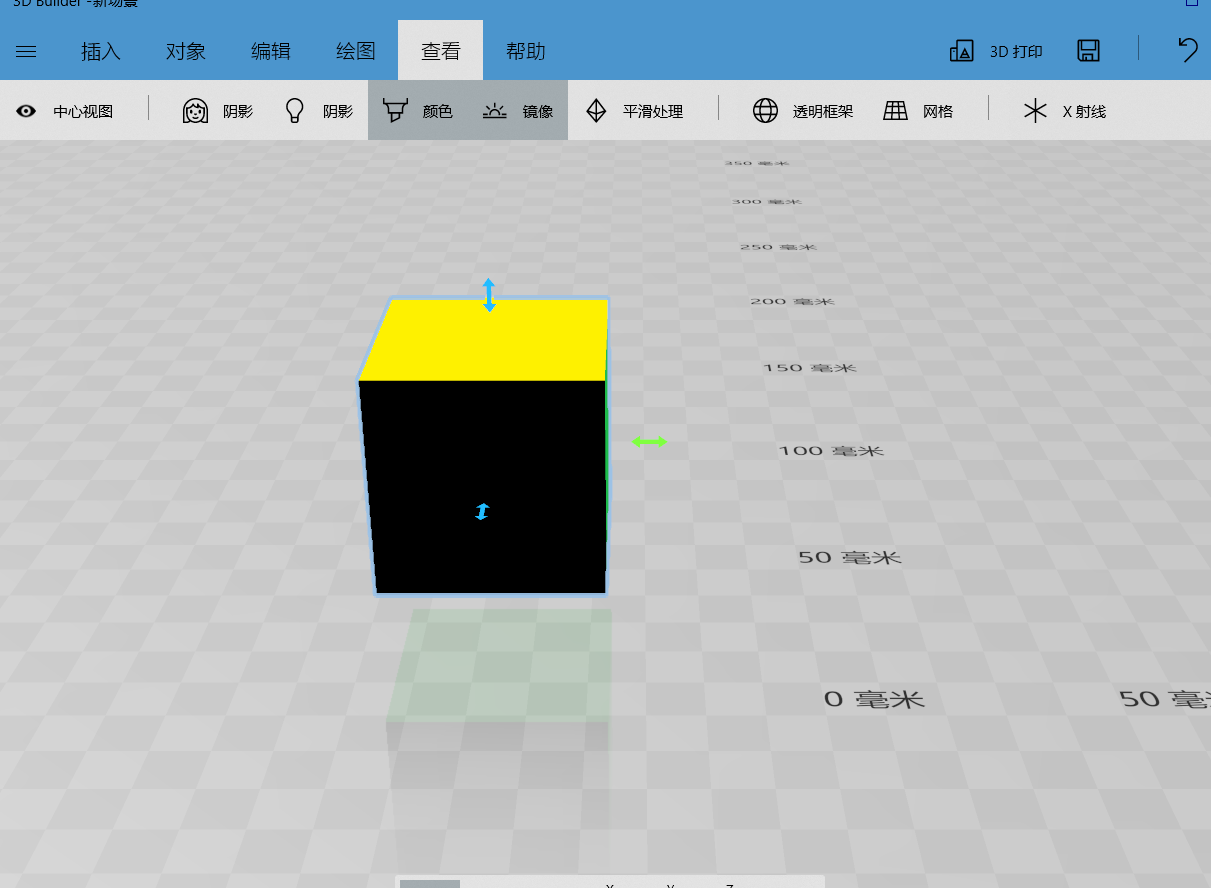 3D Builder -新场景
插入 对象 编辑 绘图 查看 帮助 3D 打印
中心视图 阴影 阴影 颜色 镜像 平滑处理 透明框架 网格 X 射线
350 毫米
300 毫米
250 毫米
200 毫米
150 毫米
100 毫米
50 毫米
0 毫米 50 毫米
X Y Z